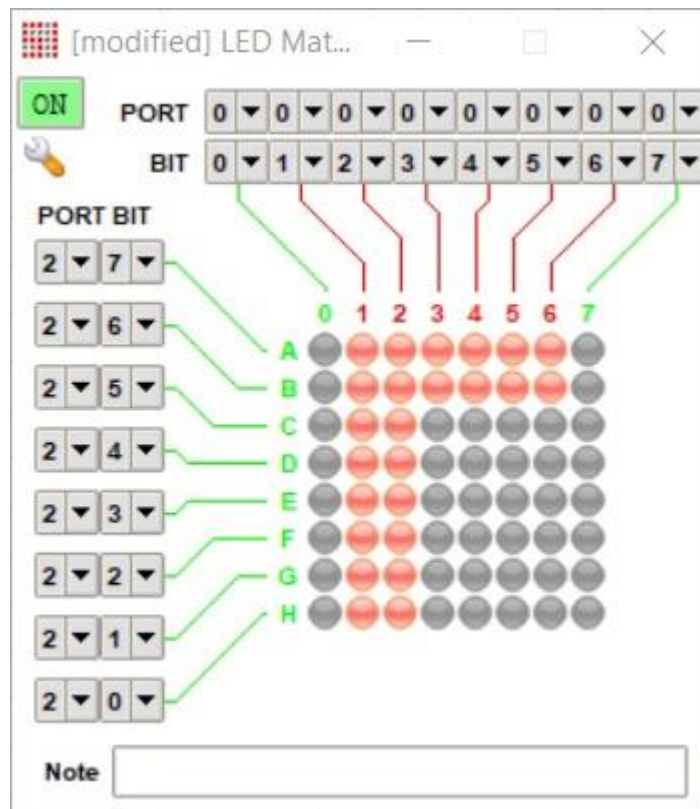 [modified] LED Mat...
ON PORT 0 0 0 0 0 0 0 0
BIT 0 1 2 3 4 5 6 7
PORT BIT
2 7
0 1 2 3 4 5 6 7
2 6
A
B
2 5
C
2 4
D
2 3
E
F
2 2
G
2 1
H
2 0
Note